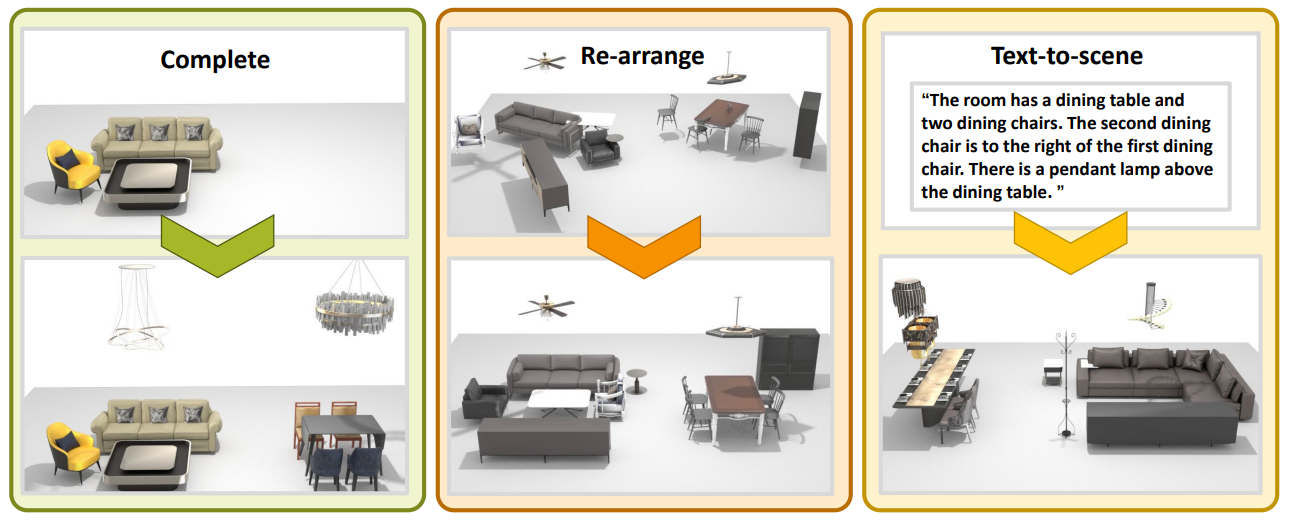 Complete
Re-arrange
Text-to-scene
“The room has a dining table and
two dining chairs. The second dining
chair is to the right of the first dining
chair. There is a pendant lamp above
the dining table. ”